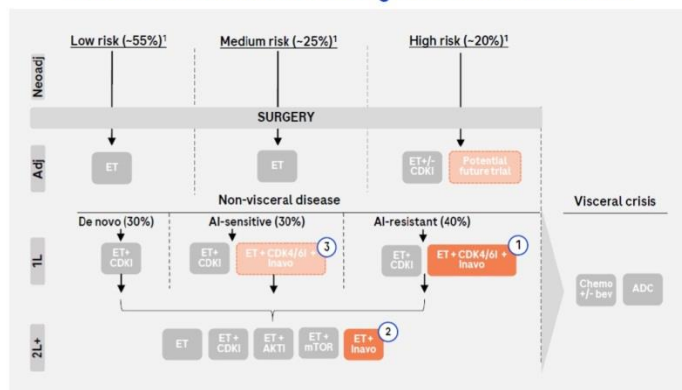 Low risk (~55%)¹
Medium risk (~25%)¹
High risk (~20%)¹
Neoadj
SURGERY
Adj
ET
ET
ET+/-
CDKI
Potential
future trial
Non-visceral disease
Visceral crisis
De novo (30%)
AI-sensitive (30%)
AI-resistant (40%)
1L
ET+
CDKI
ET+
CDKI
ET + CDK4/6i +
Inavo
3
ET+
CDKI
ET + CDK4/6i +
Inavo
1
Chemo
+/- bev
ADC
2L+
ET
ET +
CDKI
ET +
AKTi
ET +
mTOR
ET+
Inavo
2